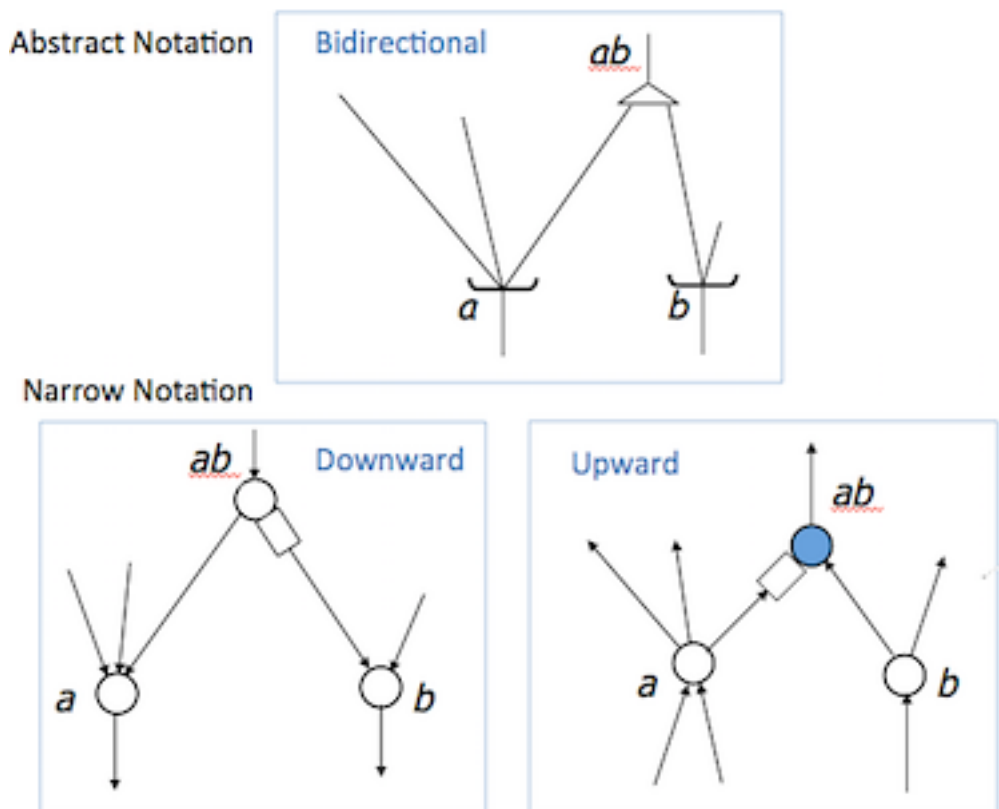 Abstract Notation
Bidirectional
ab
a
b
Narrow Notation
ab
Downward
a
b
Upward
ab
a
b